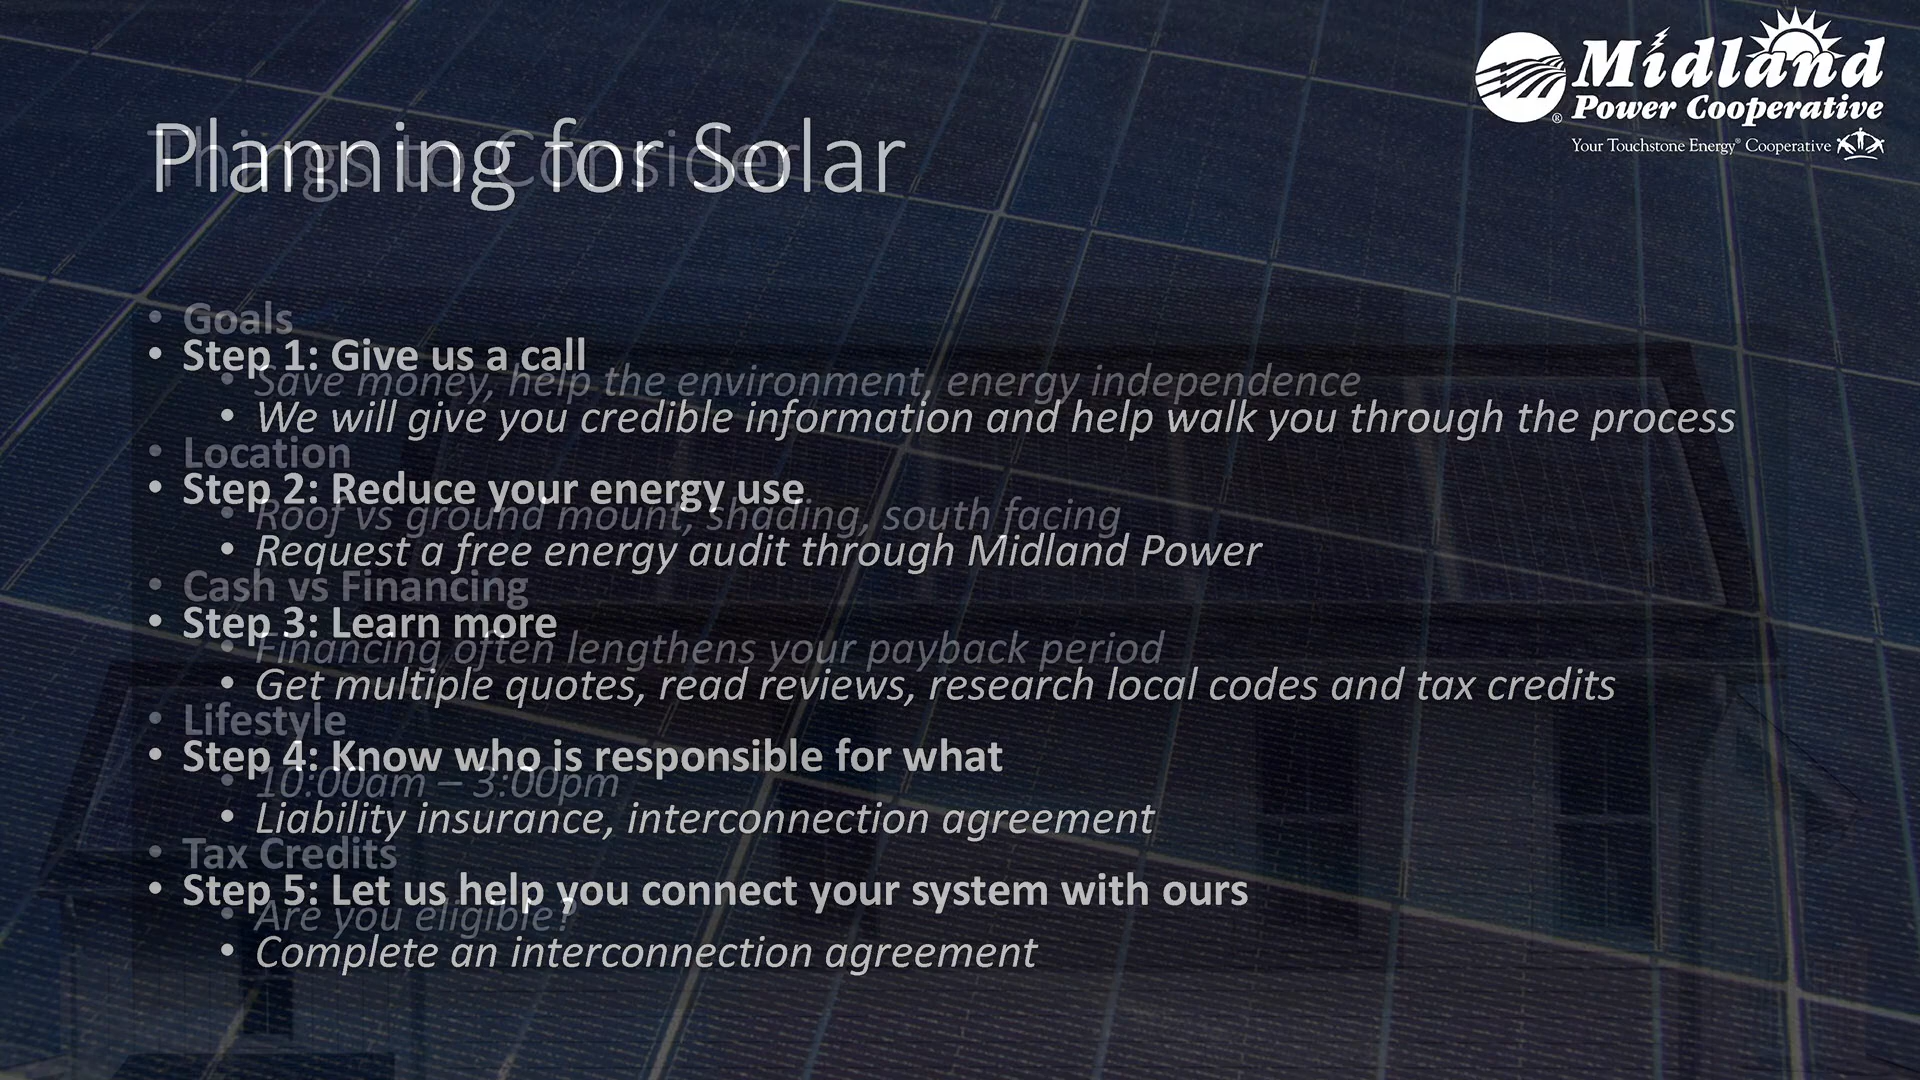 Midland
Power Cooperative
®
Your Touchstone Energy® Cooperative
Planning for Solar
Things to Consider
• Goals
• Step 1: Give us a call
• Save money, help the environment, energy independence
• We will give you credible information and help walk you through the process
• Location
• Step 2: Reduce your energy use
• Roof vs ground mount, shading, south facing
• Request a free energy audit through Midland Power
• Cash vs Financing
• Step 3: Learn more
• Financing often lengthens your payback period
• Get multiple quotes, read reviews, research local codes and tax credits
• Lifestyle
• Step 4: Know who is responsible for what
• 10:00am – 3:00pm
• Liability insurance, interconnection agreement
• Tax Credits
• Step 5: Let us help you connect your system with ours
• Are you eligible?
• Complete an interconnection agreement